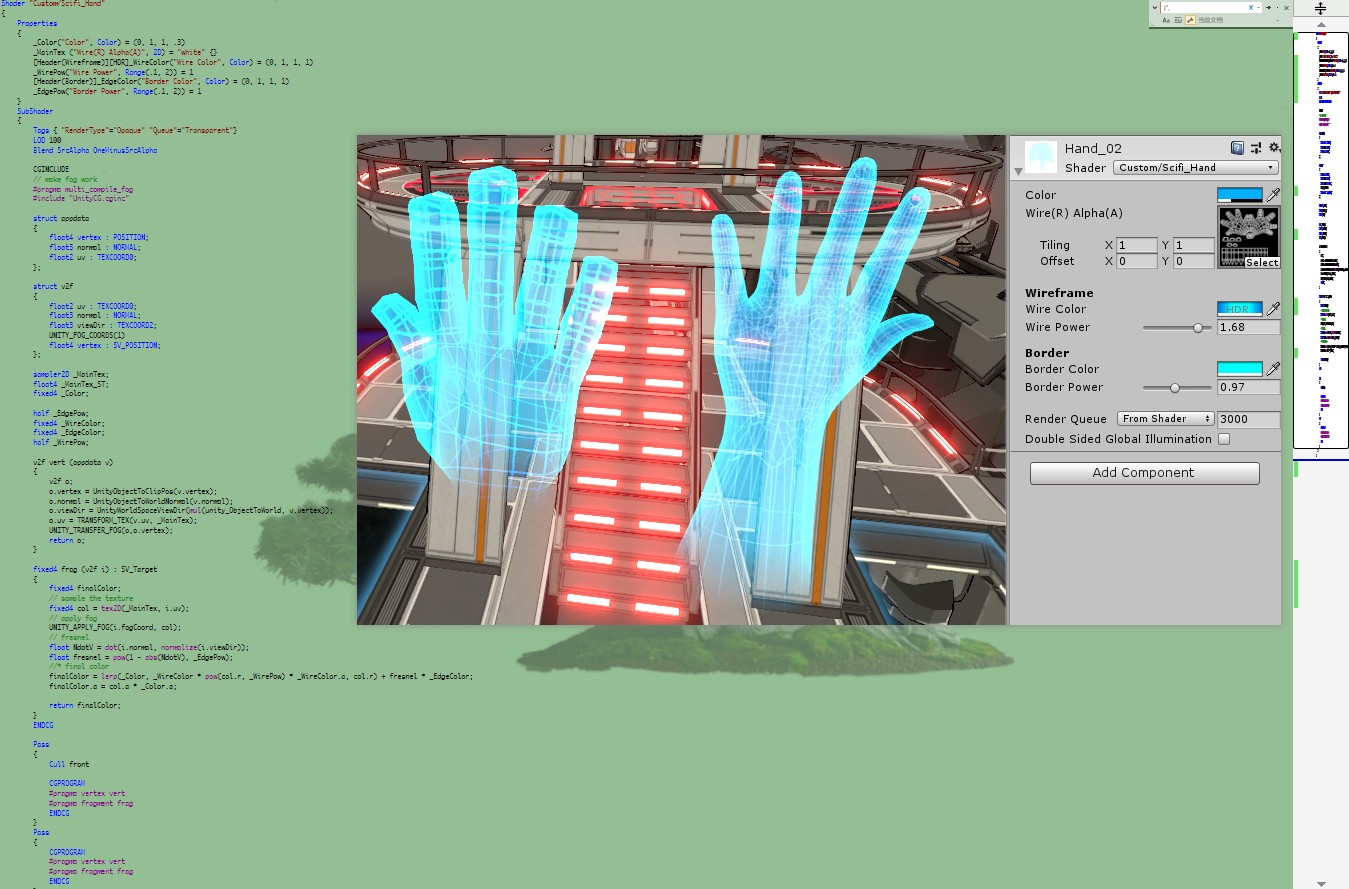 Shader "Custom/Scifi_Hand"
{
Properties
{
_Color("Color", Color) = (0, 1, 1, .3)
_MainTex ("Wire(R) Alpha(A)", 2D) = "white" {}
[Header(Wireframe)][HDR]_WireColor("Wire Color", Color) = (0, 1, 1, 1)
_WirePow("Wire Power", Range(.1, 2)) = 1
[Header(Border)]_EdgeColor("Border Color", Color) = (0, 1, 1, 1)
_EdgePow("Border Power", Range(.1, 2)) = 1
}
SubShader
{
Tags { "RenderType"="Opaque" "Queue"="Transparent"}
LOD 100
Blend SrcAlpha OneMinusSrcAlpha
CGINCLUDE
// make fog work
#pragma multi_compile_fog
#include "UnityCG.cginc"
struct appdata
{
float4 vertex : POSITION;
float3 normal : NORMAL;
float2 uv : TEXCOORD0;
};
struct v2f
{
float2 uv : TEXCOORD0;
float3 normal : NORMAL;
float3 viewDir : TEXCOORD2;
UNITY_FOG_COORDS(1)
float4 vertex : SV_POSITION;
};
sampler2D _MainTex;
float4 _MainTex_ST;
fixed4 _Color;
half _EdgePow;
fixed4 _WireColor;
fixed4 _EdgeColor;
half _WirePow;
v2f vert (appdata v)
{
v2f o;
o.vertex = UnityObjectToClipPos(v.vertex);
o.normal = UnityObjectToWorldNormal(v.normal);
o.viewDir = UnityWorldSpaceViewDir(mul(unity_ObjectToWorld, v.vertex));
o.uv = TRANSFORM_TEX(v.uv, _MainTex);
UNITY_TRANSFER_FOG(o,o.vertex);
return o;
}
fixed4 frag (v2f i) : SV_Target
{
fixed4 finalColor;
// sample the texture
fixed4 col = tex2D(_MainTex, i.uv);
// apply fog
UNITY_APPLY_FOG(i.fogCoord, col);
// fresnel
float NdotV = dot(i.normal, normalize(i.viewDir));
float fresnel = pow(1 - abs(NdotV), _EdgePow);
//* final color
finalColor = lerp(_Color, _WireColor * pow(col.r, _WirePow) * _WireColor.a, col.r) + fresnel * _EdgeColor;
finalColor.a = col.a * _Color.a;
return finalColor;
}
ENDCG
Pass
{
Cull front
CGPROGRAM
#pragma vertex vert
#pragma fragment frag
ENDCG
}
Pass
{
CGPROGRAM
#pragma vertex vert
#pragma fragment frag
ENDCG
Aa 当前文档
Hand_02
Shader Custom/Scifi_Hand
Color
Wire(R) Alpha(A)
Tiling X 1 Y 1
Offset X 0 Y 0
Select
Wireframe
Wire Color HDR
Wire Power 1.68
Border
Border Color
Border Power 0.97
Render Queue From Shader 3000
Double Sided Global Illumination
Add Component